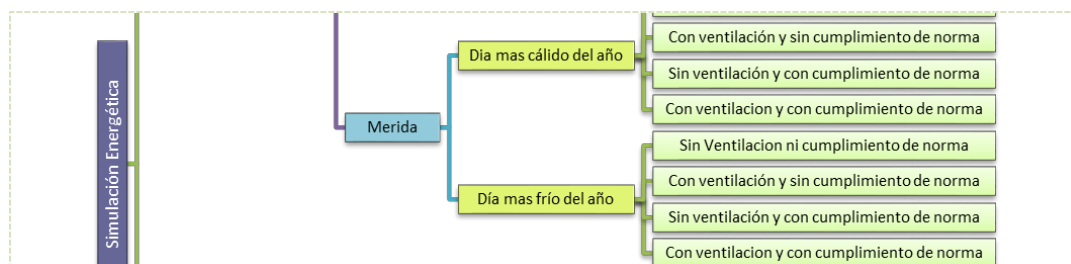 Simulación Energética
Merida
Dia mas cálido del año
Con ventilación y sin cumplimiento de norma
Sin ventilación y con cumplimiento de norma
Con ventilacion y con cumplimiento de norma
Día mas frío del año
Sin Ventilacion ni cumplimiento de norma
Con ventilación y sin cumplimiento de norma
Sin ventilación y con cumplimiento de norma
Con ventilacion y con cumplimiento de norma